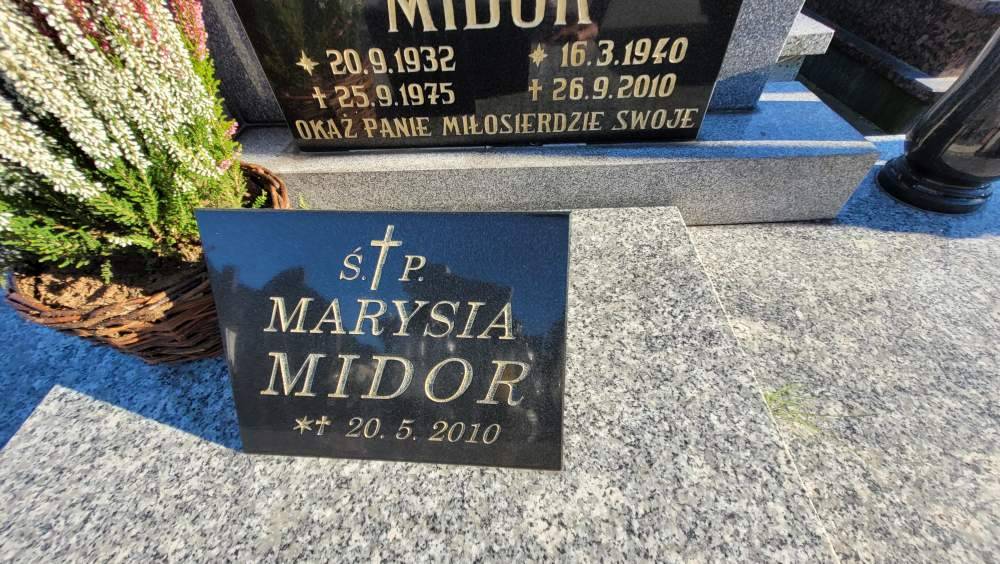 MIDOR
* 20.9.1932 * 16.3.1940
† 25.9.1975 † 26.9.2010
OKAŻ PANIE MIŁOSIERDZIE SWOJE
Ś.†P.
MARYSIA
MIDOR
*† 20. 5. 2010